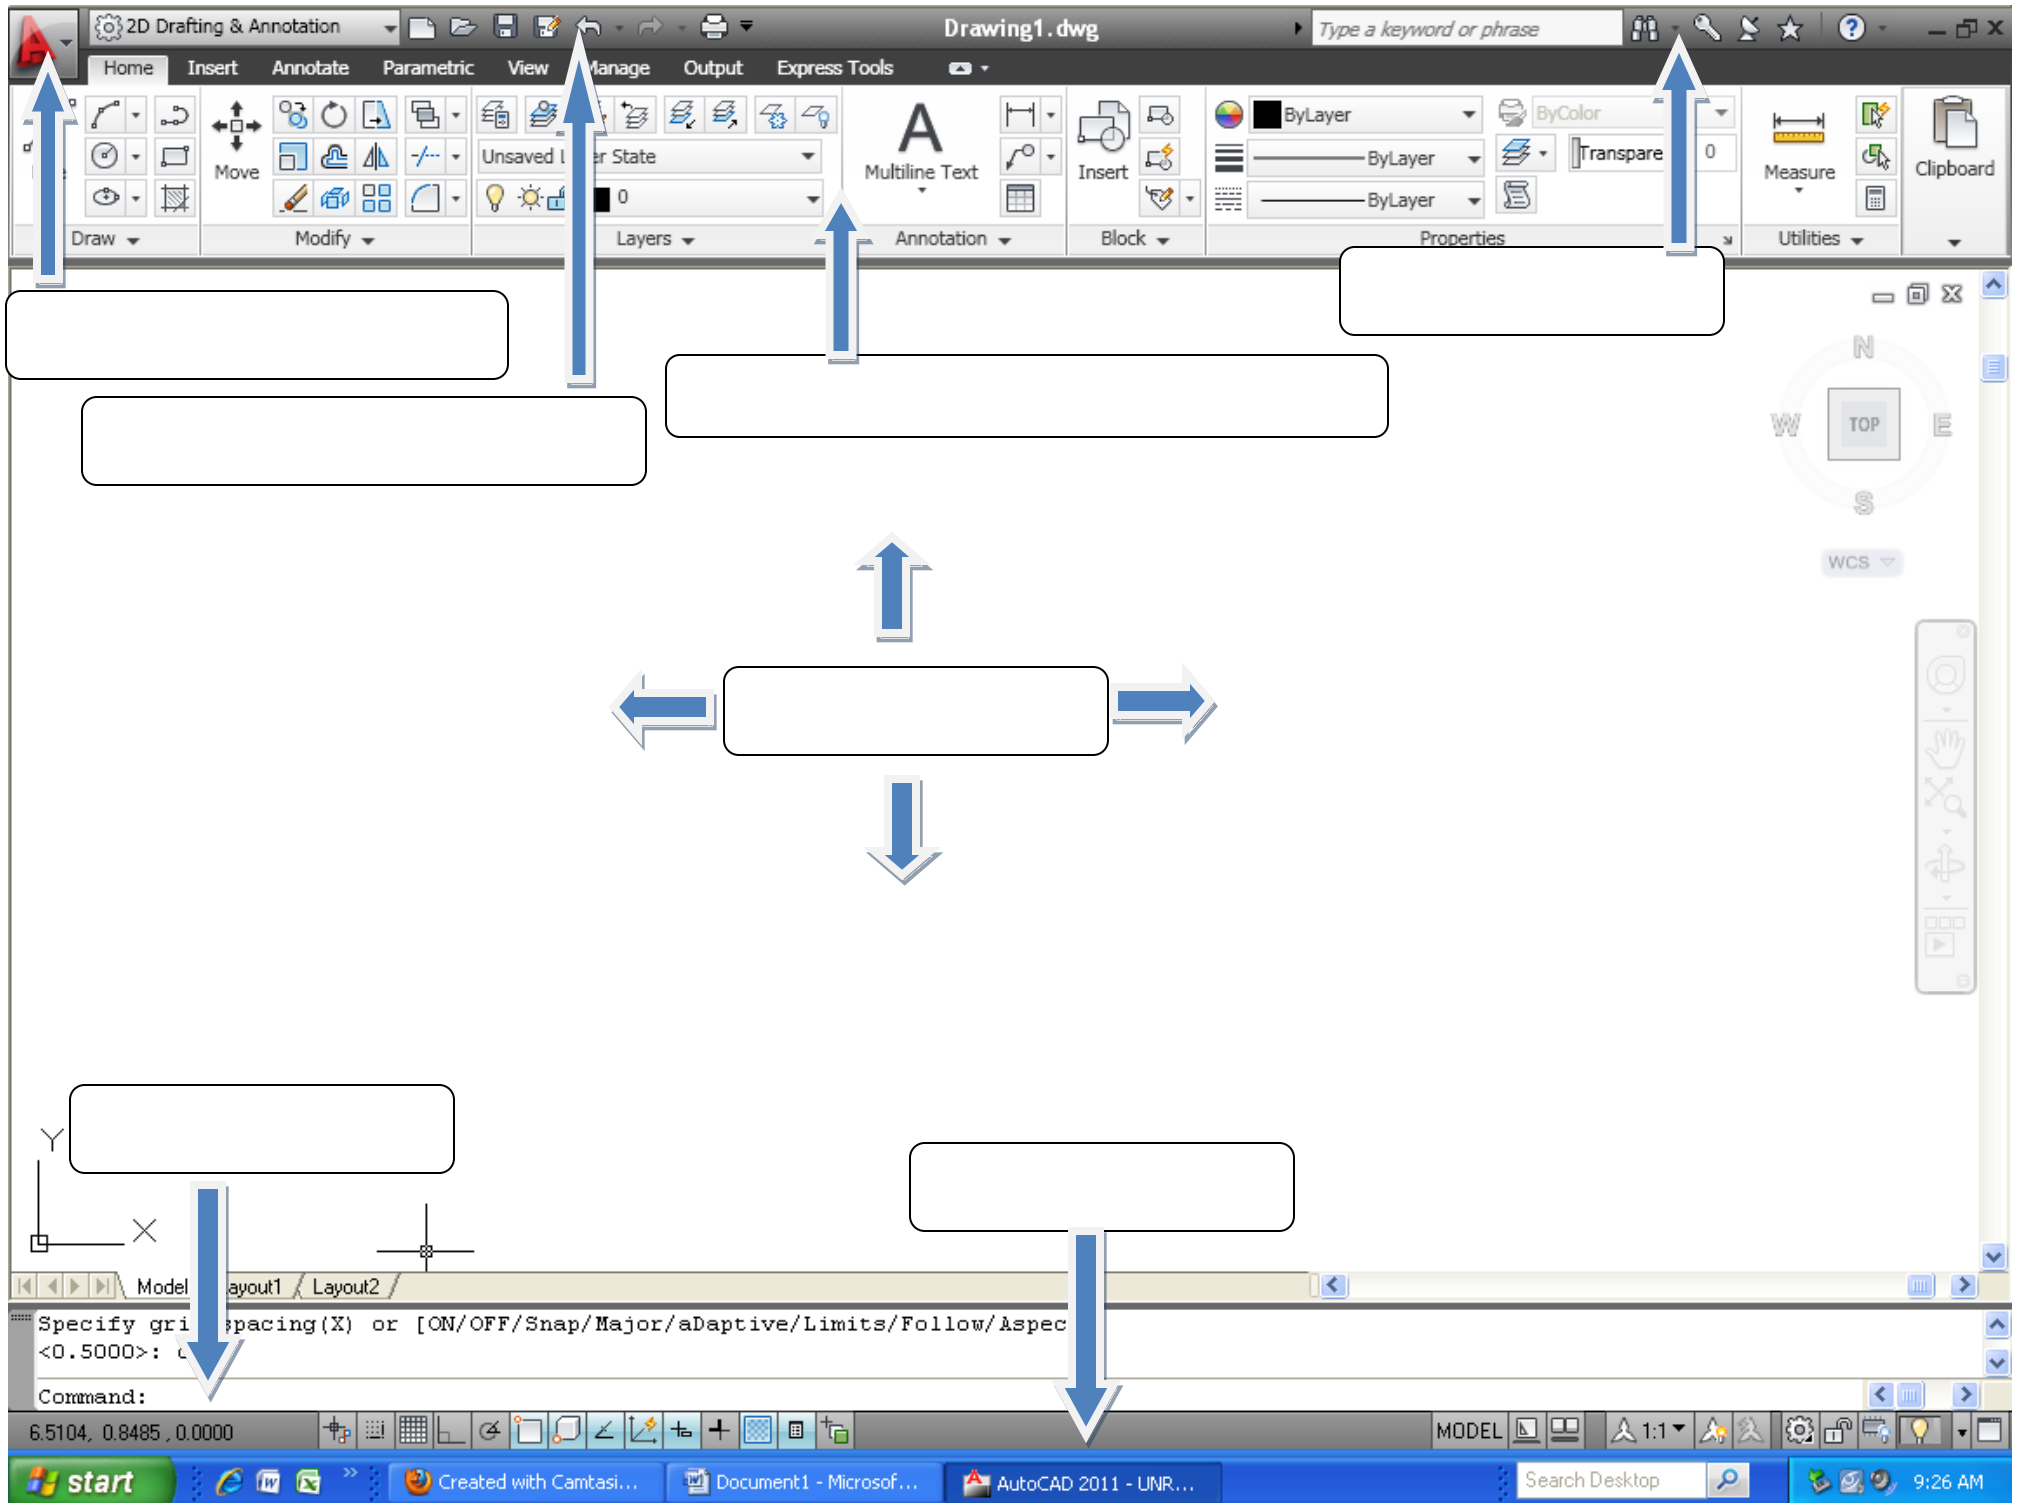 2D Drafting & Annotation
Drawing1.dwg
Type a keyword or phrase
?
Home Insert Annotate Parametric View Manage Output Express Tools
ByLayer ByColor
Unsaved Layer State ByLayer Transpare 0
Move Multiline Text Insert Measure Clipboard
0 ByLayer
Draw Modify Layers Annotation Block Properties Utilities
N
W TOP E
S
WCS
Y
X
Model Layout1 Layout2
Specify grid spacing(X) or [ON/OFF/Snap/Major/aDaptive/Limits/Follow/Aspec
<0.5000>:
Command:
6.5104, 0.8485, 0.0000 MODEL 1:1
start Created with Camtasi... Document1 - Microsof... AutoCAD 2011 - UNR... Search Desktop 9:26 AM